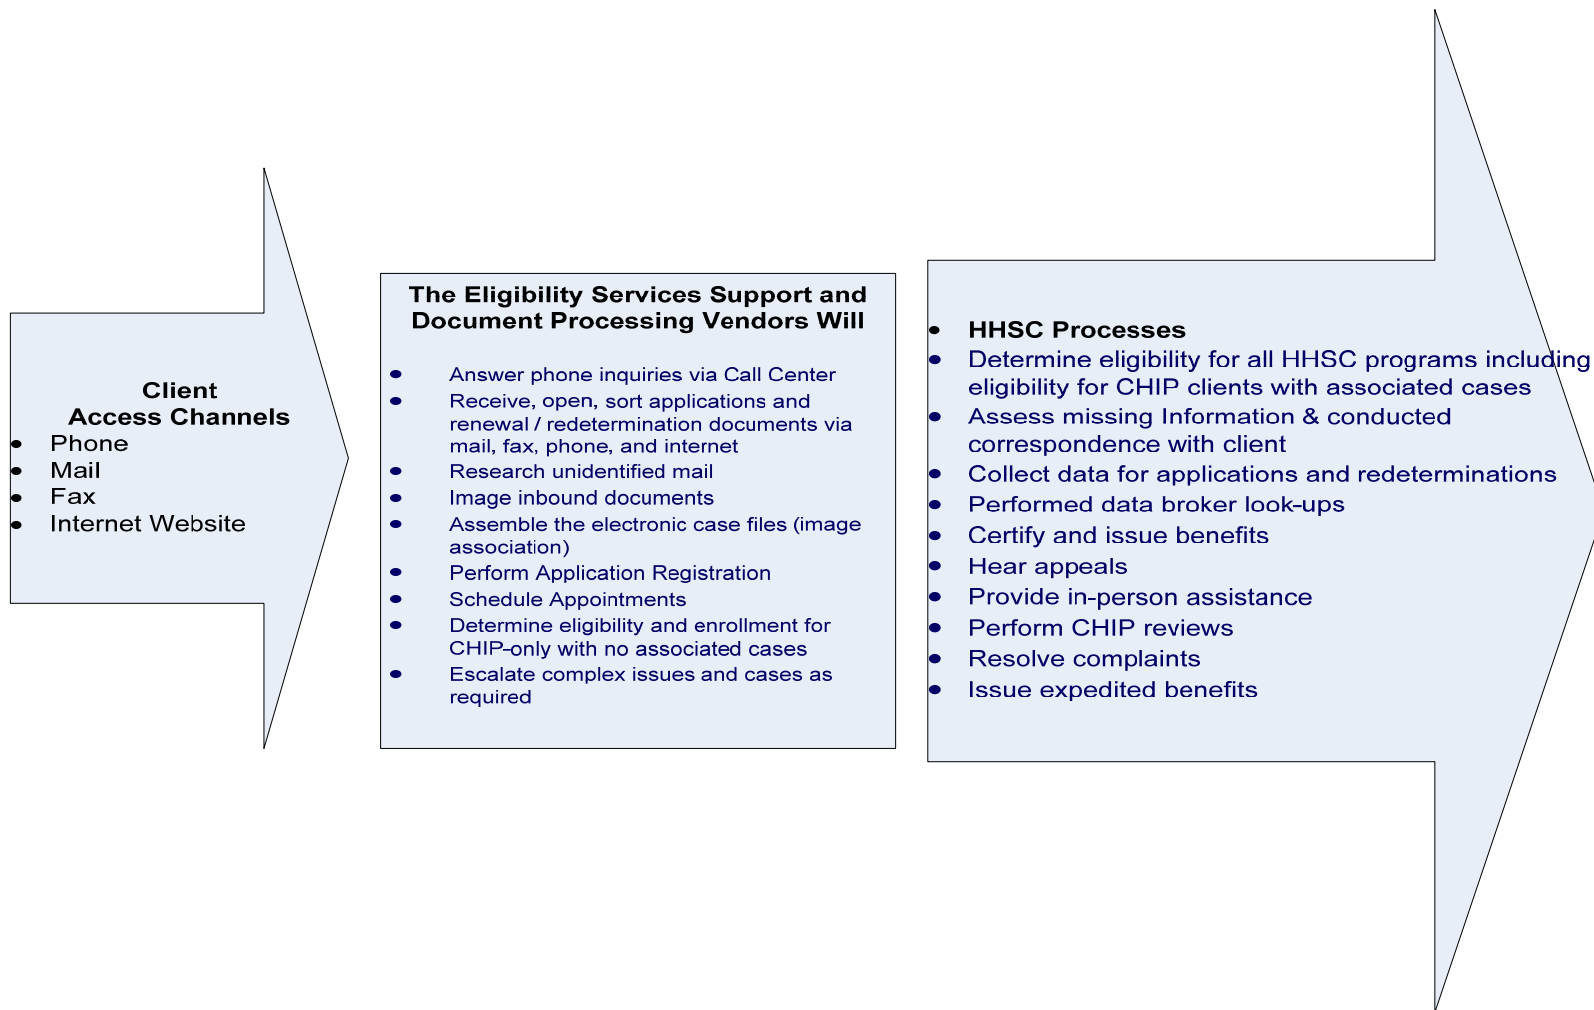 Client
Access Channels
• Phone
• Mail
• Fax
• Internet Website
The Eligibility Services Support and
Document Processing Vendors Will
• Answer phone inquiries via Call Center
• Receive, open, sort applications and
renewal / redetermination documents via
mail, fax, phone, and internet
• Research unidentified mail
• Image inbound documents
• Assemble the electronic case files (image
association)
• Perform Application Registration
• Schedule Appointments
• Determine eligibility and enrollment for
CHIP-only with no associated cases
• Escalate complex issues and cases as
required
• HHSC Processes
• Determine eligibility for all HHSC programs including
eligibility for CHIP clients with associated cases
• Assess missing Information & conducted
correspondence with client
• Collect data for applications and redeterminations
• Performed data broker look-ups
• Certify and issue benefits
• Hear appeals
• Provide in-person assistance
• Perform CHIP reviews
• Resolve complaints
• Issue expedited benefits